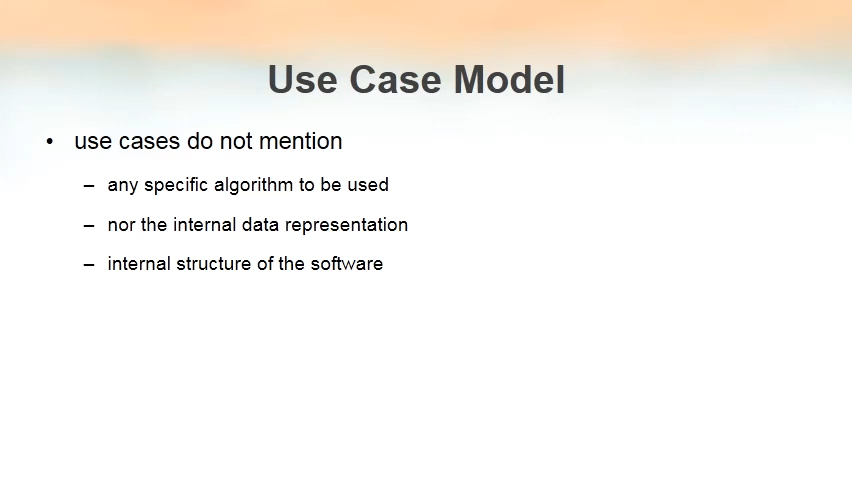 Use Case Model
• use cases do not mention
– any specific algorithm to be used
– nor the internal data representation
– internal structure of the software